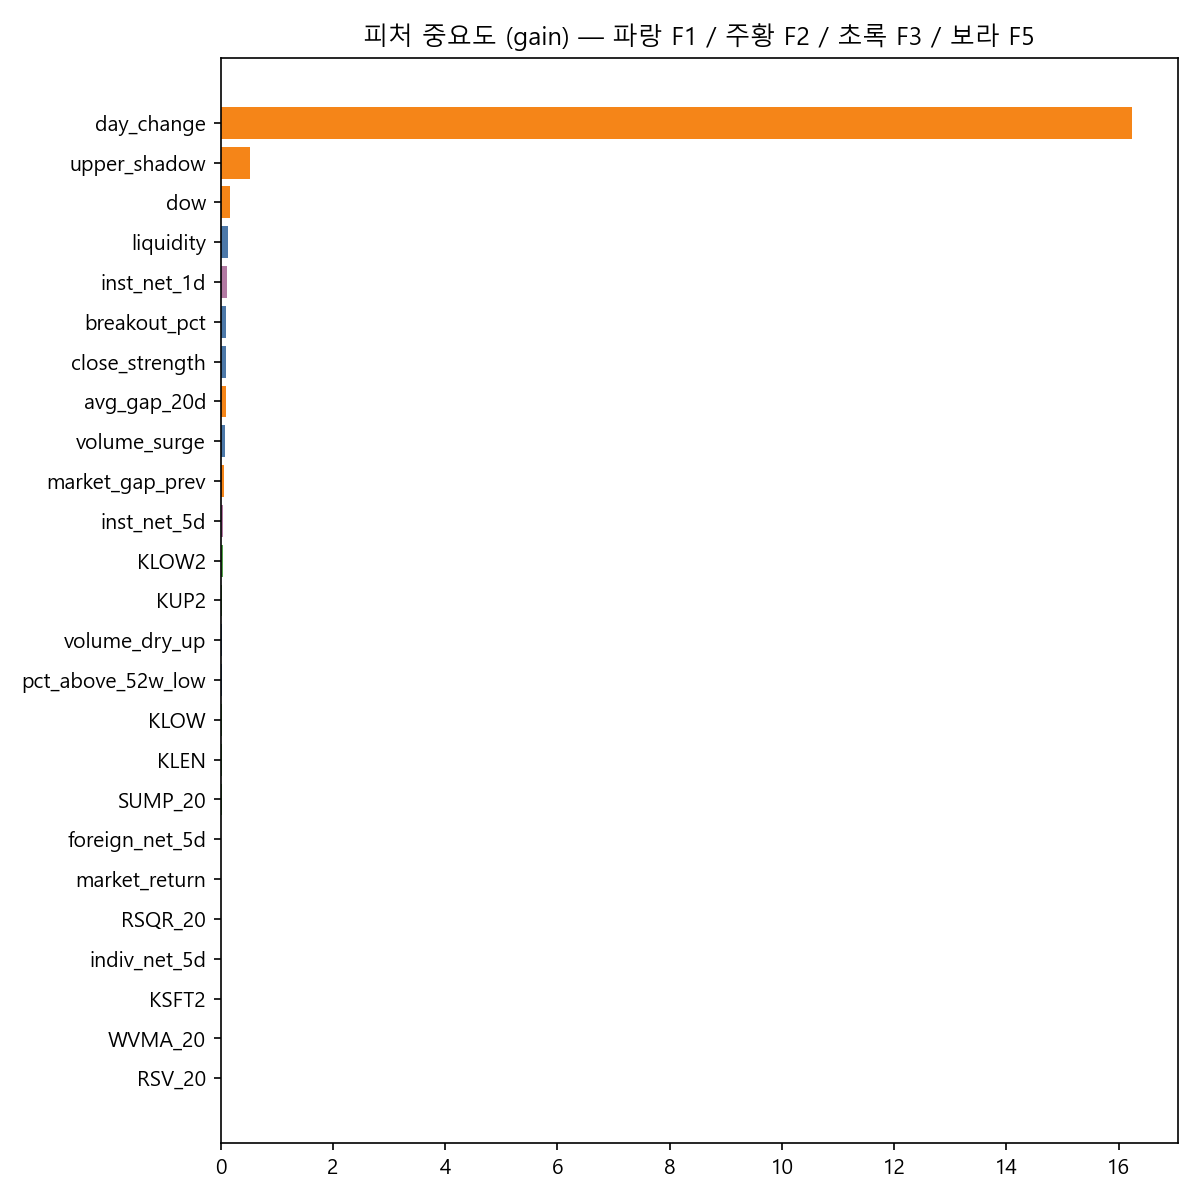 피처 중요도 (gain) — 파랑 F1 / 주황 F2 / 초록 F3 / 보라 F5
day_change
upper_shadow
dow
liquidity
inst_net_1d
breakout_pct
close_strength
avg_gap_20d
volume_surge
market_gap_prev
inst_net_5d
KLOW2
KUP2
volume_dry_up
pct_above_52w_low
KLOW
KLEN
SUMP_20
foreign_net_5d
market_return
RSQR_20
indiv_net_5d
KSFT2
WVMA_20
RSV_20
0 2 4 6 8 10 12 14 16